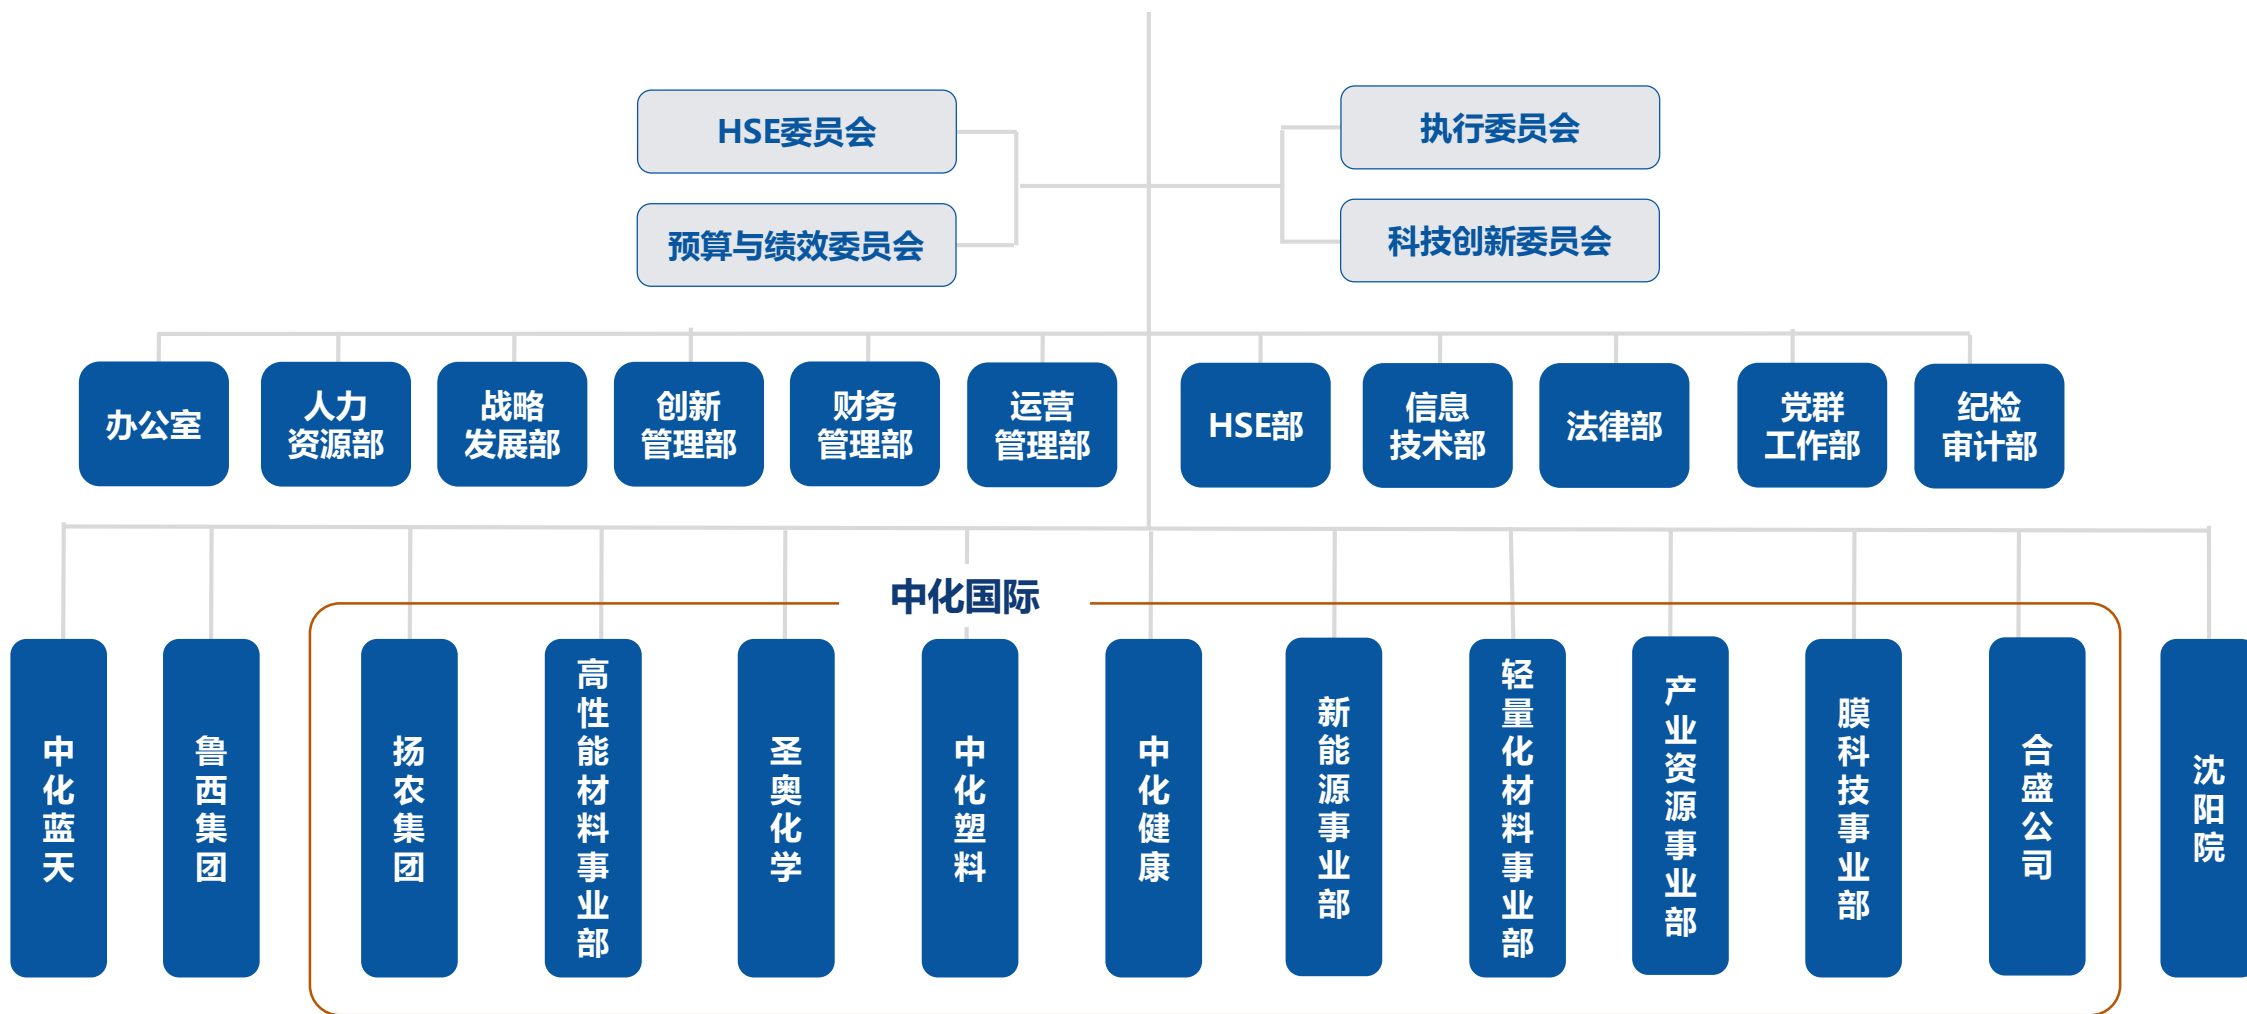 HSE委员会
执行委员会
预算与绩效委员会
科技创新委员会
办公室
人力
资源部
战略
发展部
创新
管理部
财务
管理部
运营
管理部
HSE部
信息
技术部
法律部
党群
工作部
纪检
审计部
中化国际
中化蓝天
鲁西集团
扬农集团
高性能材料事业部
圣奥化学
中化塑料
中化健康
新能源事业部
轻量化材料事业部
产业资源事业部
膜科技事业部
合盛公司
沈阳院